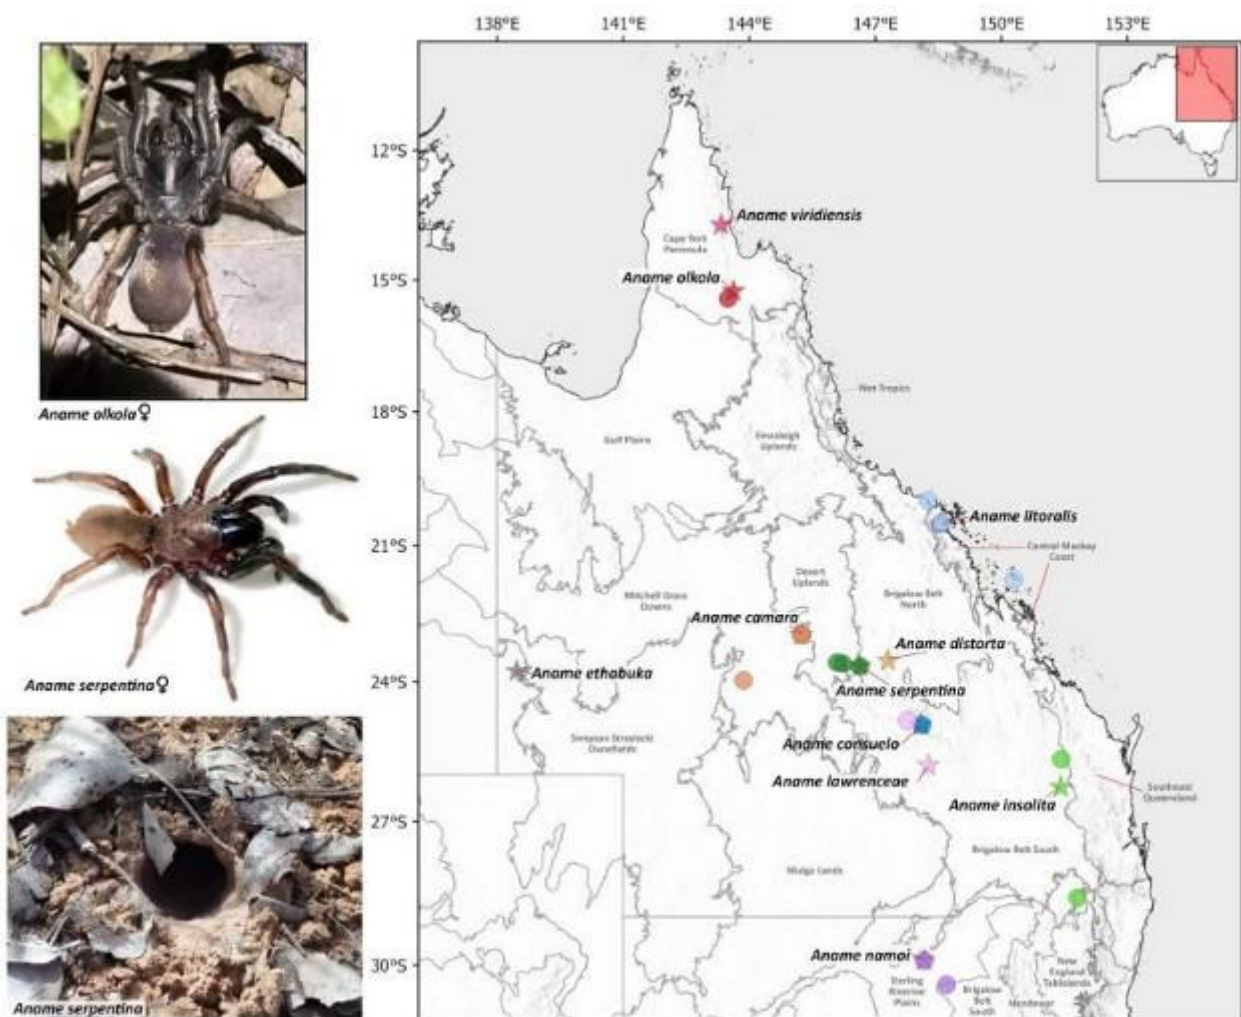 138°E 141°E 144°E 147°E 150°E 153°E
12°S
15°S
18°S
21°S
24°S
27°S
30°S
Aname viridiensis
Cape York
Peninsula
Aname olkola
Wet Tropics
Gulf Plains
Einasleigh
Uplands
Aname litoralis
Central Mackay
Coast
Desert
Uplands
Mitchell Grass
Downs
Brigalow Belt
North
Aname camara
Aname distorta
Aname ethabuka
Aname serpentina
Simpson Strzelecki
Dunefields
Aname consuelo
Aname lawrenceae
Aname insolita
Southeast
Queensland
Brigalow Belt South
Mulga Lands
Aname namoi
Darling
Riverine
Plains
Brigalow
Belt
South
Nandewar
New
England
Tablelands
Aname olkola♀
Aname serpentina♀
Aname serpentina